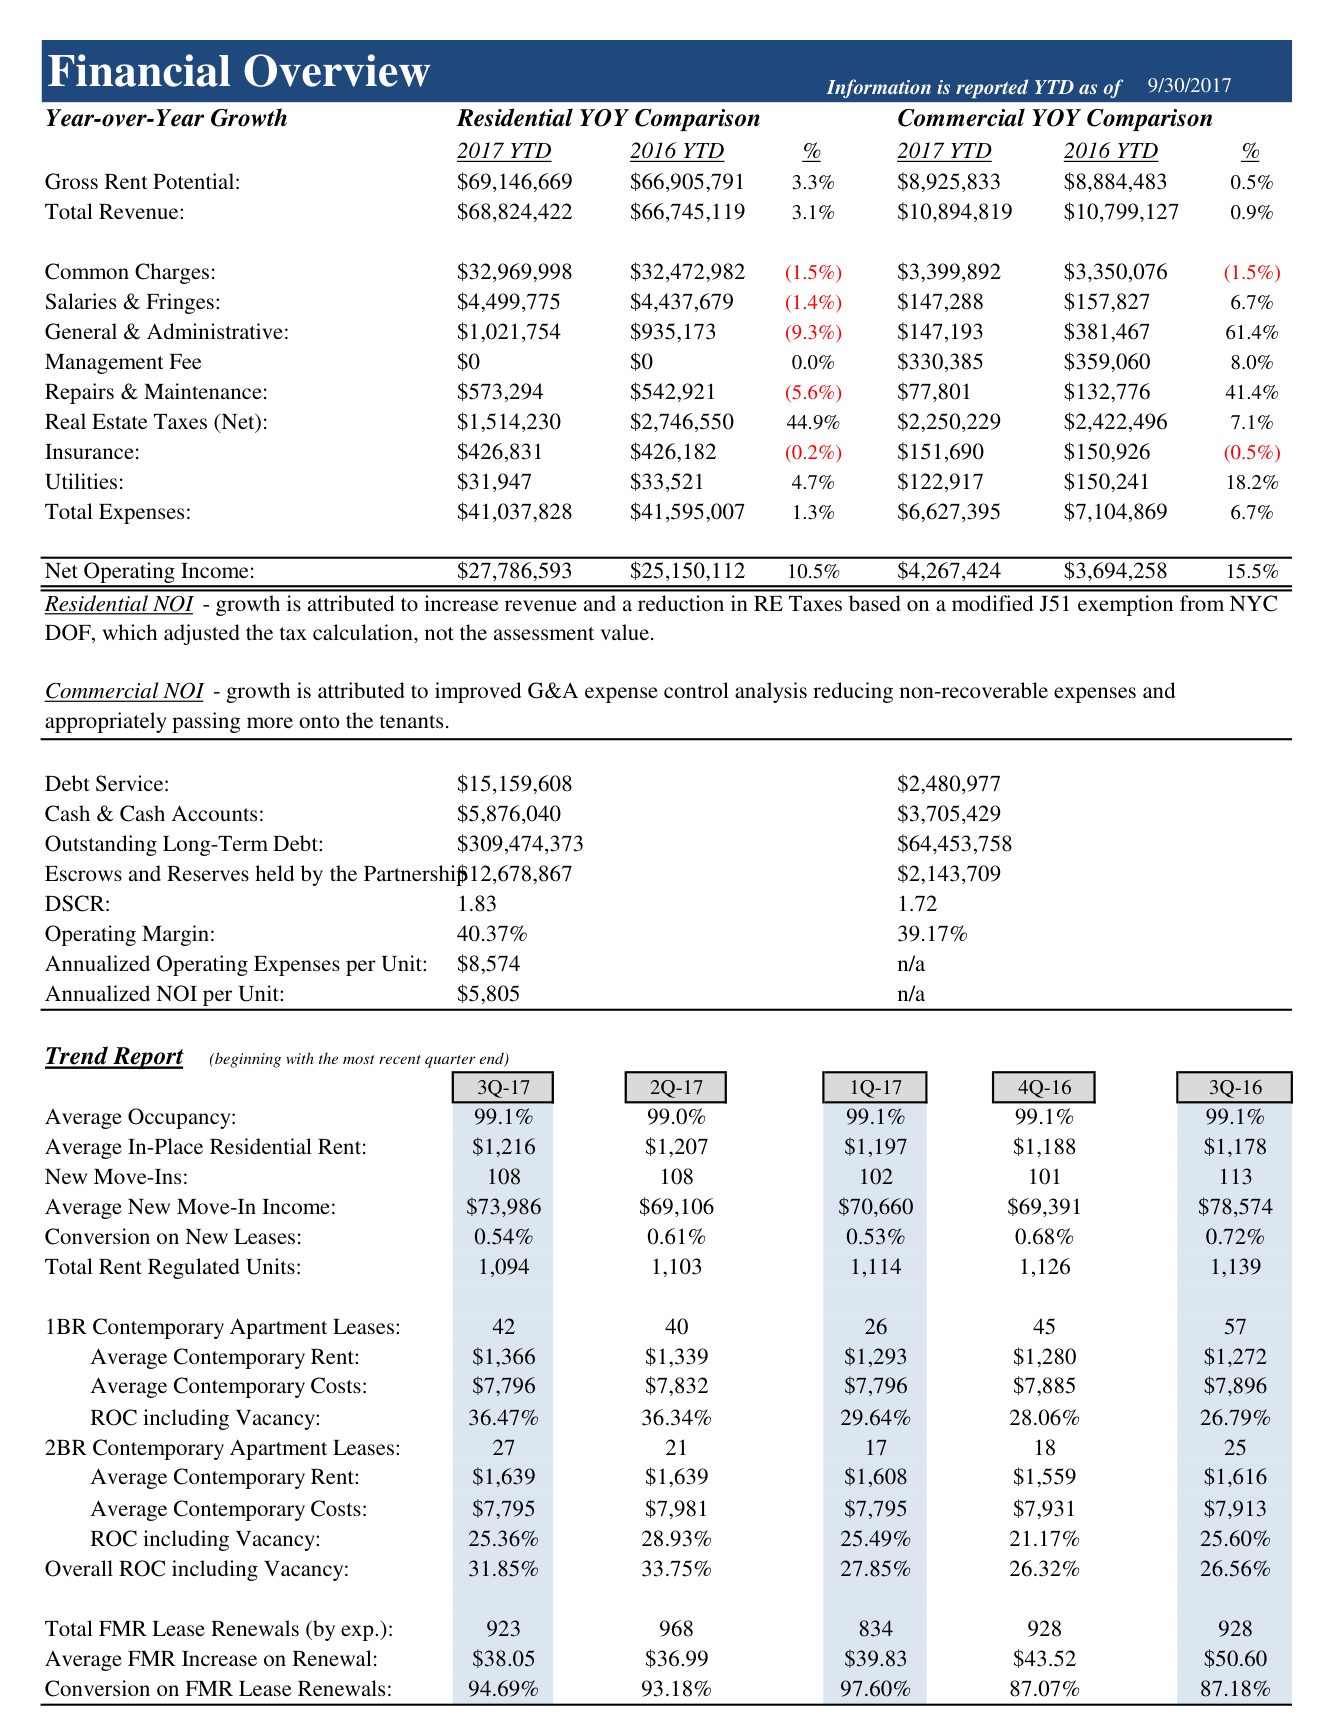 Financial Overview Information is reported YTD as of 9/30/2017
Year-over-Year Growth Residential YOY Comparison Commercial YOY Comparison
2017 YTD 2016 YTD % 2017 YTD 2016 YTD %
Gross Rent Potential: $69,146,669 $66,905,791 3.3% $8,925,833 $8,884,483 0.5%
Total Revenue: $68,824,422 $66,745,119 3.1% $10,894,819 $10,799,127 0.9%
Common Charges: $32,969,998 $32,472,982 (1.5%) $3,399,892 $3,350,076 (1.5%)
Salaries & Fringes: $4,499,775 $4,437,679 (1.4%) $147,288 $157,827 6.7%
General & Administrative: $1,021,754 $935,173 (9.3%) $147,193 $381,467 61.4%
Management Fee $0 $0 0.0% $330,385 $359,060 8.0%
Repairs & Maintenance: $573,294 $542,921 (5.6%) $77,801 $132,776 41.4%
Real Estate Taxes (Net): $1,514,230 $2,746,550 44.9% $2,250,229 $2,422,496 7.1%
Insurance: $426,831 $426,182 (0.2%) $151,690 $150,926 (0.5%)
Utilities: $31,947 $33,521 4.7% $122,917 $150,241 18.2%
Total Expenses: $41,037,828 $41,595,007 1.3% $6,627,395 $7,104,869 6.7%
Net Operating Income: $27,786,593 $25,150,112 10.5% $4,267,424 $3,694,258 15.5%
Residential NOI - growth is attributed to increase revenue and a reduction in RE Taxes based on a modified J51 exemption from NYC
DOF, which adjusted the tax calculation, not the assessment value.
Commercial NOI - growth is attributed to improved G&A expense control analysis reducing non-recoverable expenses and
appropriately passing more onto the tenants.
Debt Service: $15,159,608 $2,480,977
Cash & Cash Accounts: $5,876,040 $3,705,429
Outstanding Long-Term Debt: $309,474,373 $64,453,758
Escrows and Reserves held by the Partnership $12,678,867 $2,143,709
DSCR: 1.83 1.72
Operating Margin: 40.37% 39.17%
Annualized Operating Expenses per Unit: $8,574 n/a
Annualized NOI per Unit: $5,805 n/a
Trend Report (beginning with the most recent quarter end)
3Q-17 2Q-17 1Q-17 4Q-16 3Q-16
Average Occupancy: 99.1% 99.0% 99.1% 99.1% 99.1%
Average In-Place Residential Rent: $1,216 $1,207 $1,197 $1,188 $1,178
New Move-Ins: 108 108 102 101 113
Average New Move-In Income: $73,986 $69,106 $70,660 $69,391 $78,574
Conversion on New Leases: 0.54% 0.61% 0.53% 0.68% 0.72%
Total Rent Regulated Units: 1,094 1,103 1,114 1,126 1,139
1BR Contemporary Apartment Leases: 42 40 26 45 57
Average Contemporary Rent: $1,366 $1,339 $1,293 $1,280 $1,272
Average Contemporary Costs: $7,796 $7,832 $7,796 $7,885 $7,896
ROC including Vacancy: 36.47% 36.34% 29.64% 28.06% 26.79%
2BR Contemporary Apartment Leases: 27 21 17 18 25
Average Contemporary Rent: $1,639 $1,639 $1,608 $1,559 $1,616
Average Contemporary Costs: $7,795 $7,981 $7,795 $7,931 $7,913
ROC including Vacancy: 25.36% 28.93% 25.49% 21.17% 25.60%
Overall ROC including Vacancy: 31.85% 33.75% 27.85% 26.32% 26.56%
Total FMR Lease Renewals (by exp.): 923 968 834 928 928
Average FMR Increase on Renewal: $38.05 $36.99 $39.83 $43.52 $50.60
Conversion on FMR Lease Renewals: 94.69% 93.18% 97.60% 87.07% 87.18%